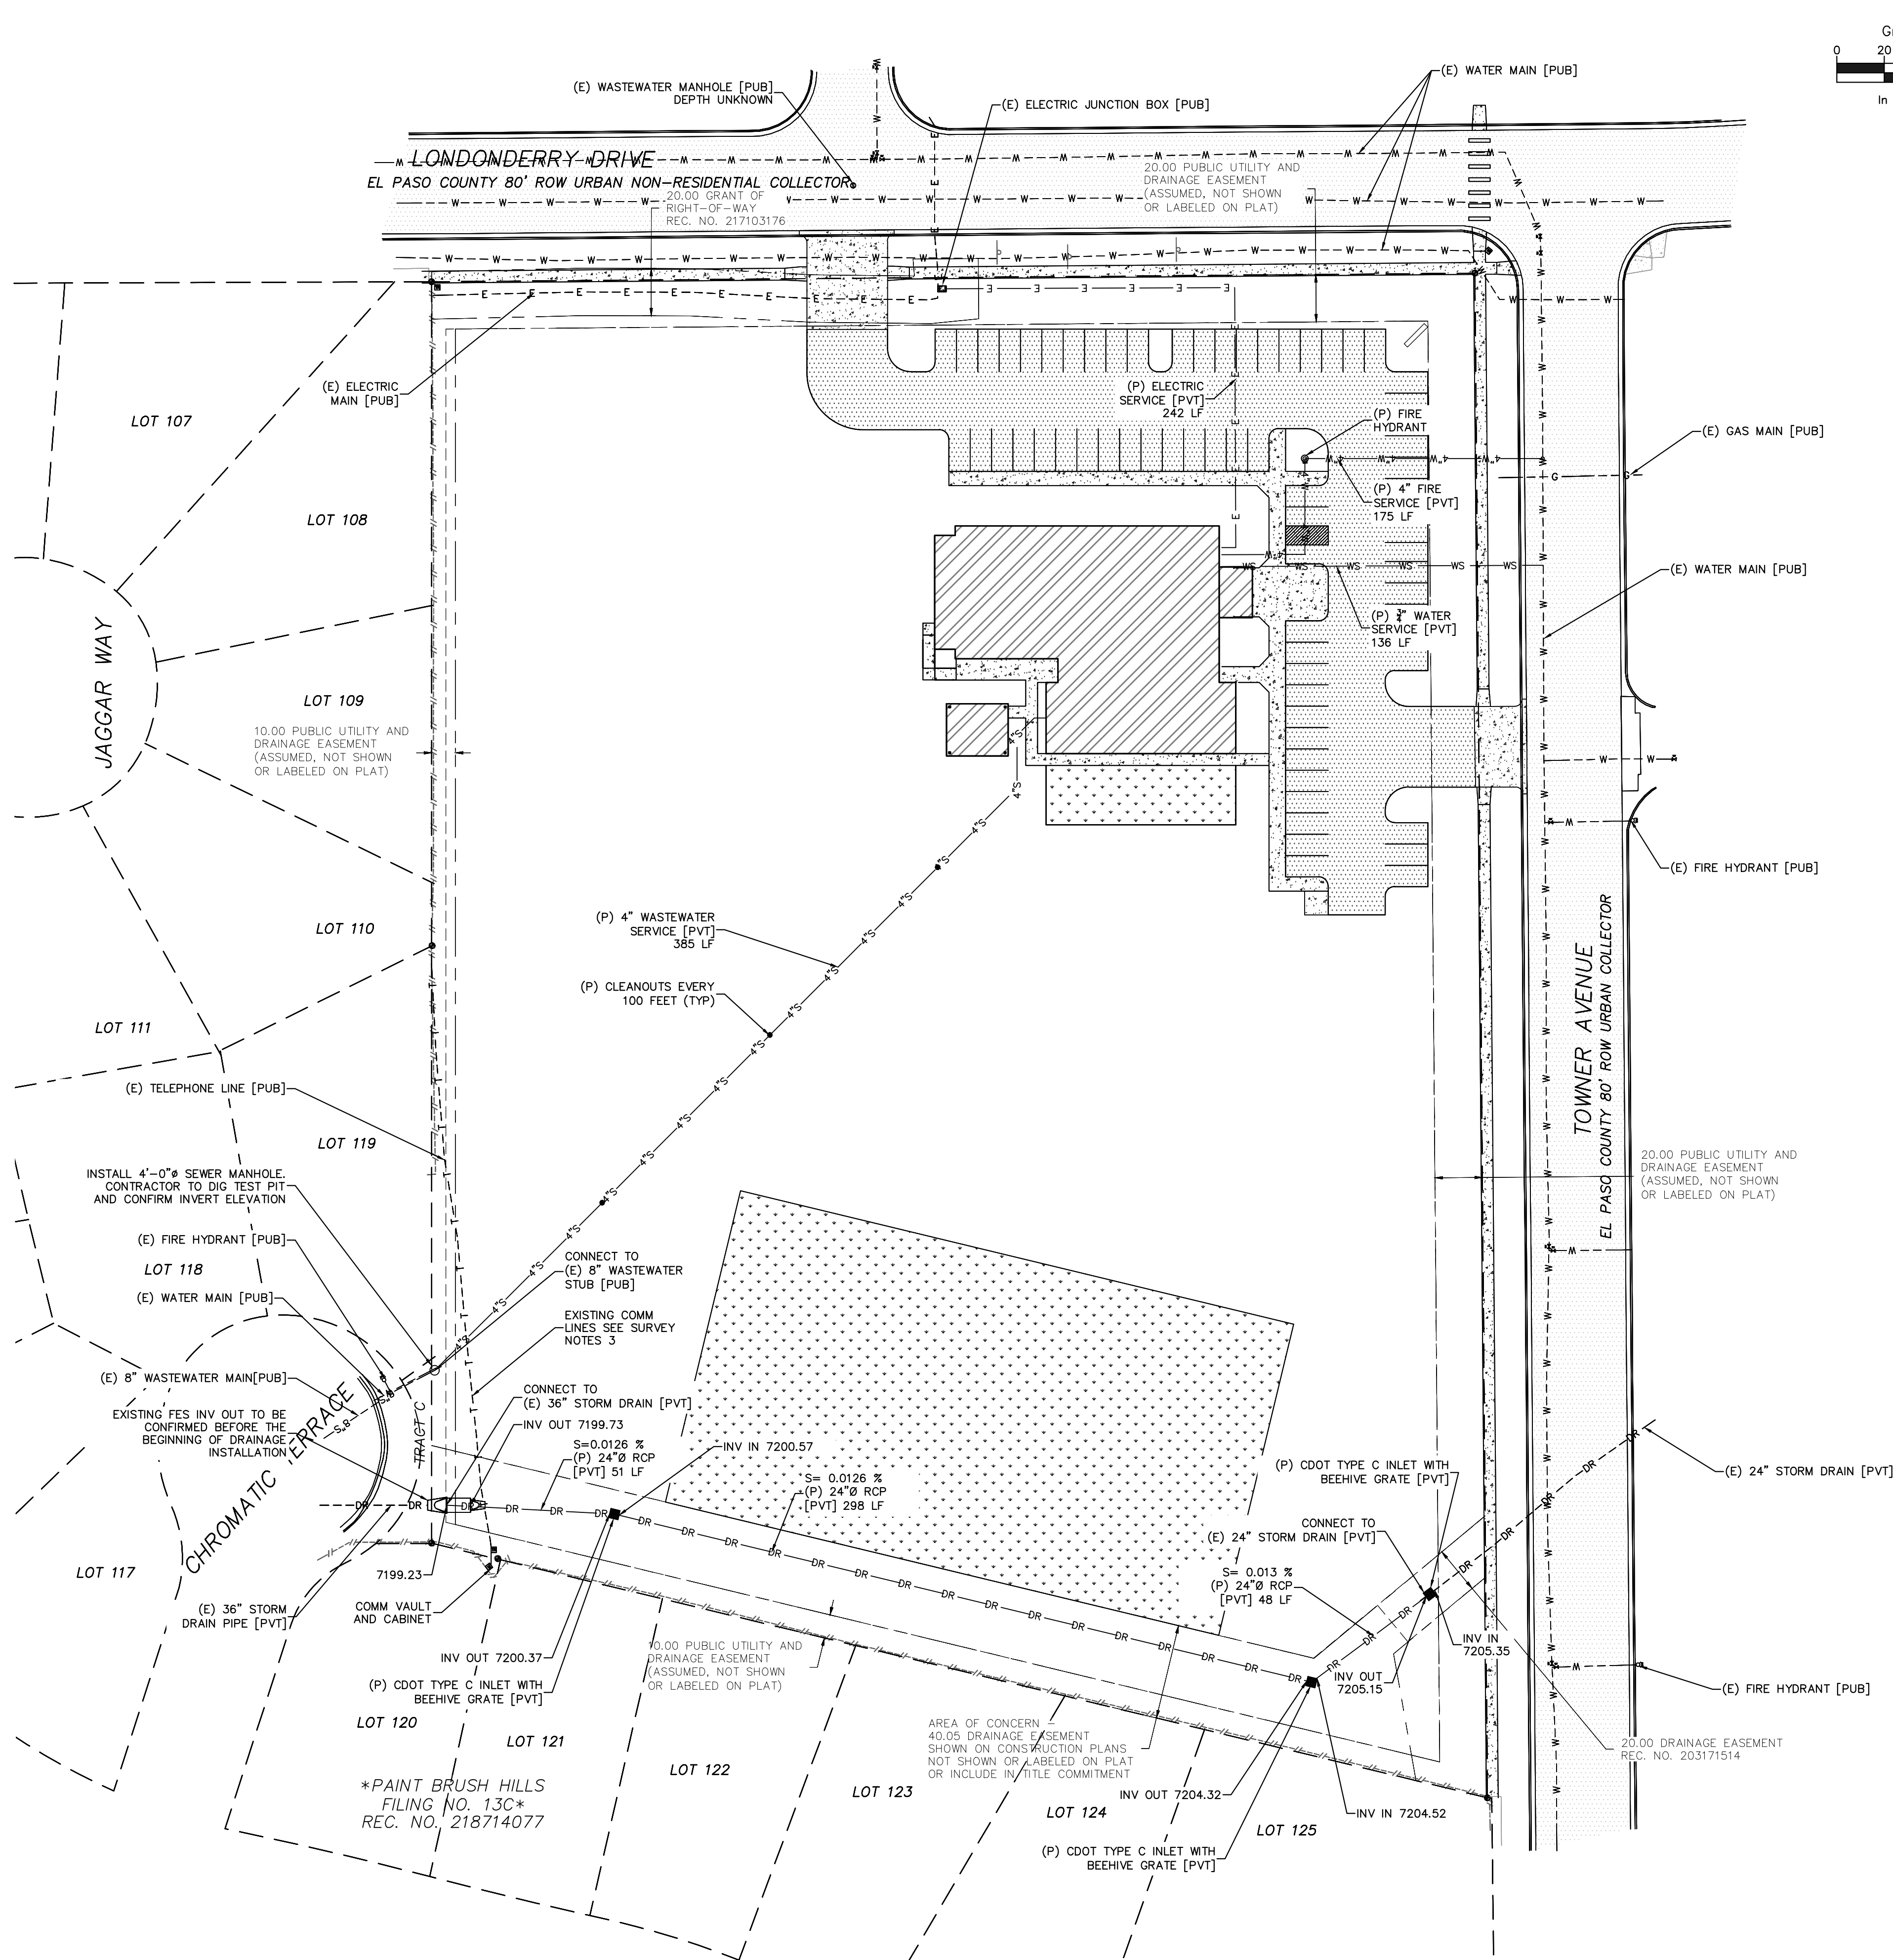 0 20
In
(E) WASTEWATER MANHOLE [PUB]
DEPTH UNKNOWN
(E) ELECTRIC JUNCTION BOX [PUB]
(E) WATER MAIN [PUB]
LONDONDERRY DRIVE
EL PASO COUNTY 80' ROW URBAN NON-RESIDENTIAL COLLECTOR
20.00 GRANT OF
RIGHT-OF-WAY
REC. NO. 217103176
20.00 PUBLIC UTILITY AND
DRAINAGE EASEMENT
(ASSUMED, NOT SHOWN
OR LABELED ON PLAT)
(E) ELECTRIC
MAIN [PUB]
(P) ELECTRIC
SERVICE [PVT]
242 LF
(P) FIRE
HYDRANT
(E) GAS MAIN [PUB]
LOT 107
(P) 4" FIRE
SERVICE [PVT]
175 LF
LOT 108
(E) WATER MAIN [PUB]
(P) 3/4" WATER
SERVICE [PVT]
136 LF
JAGGAR WAY
LOT 109
10.00 PUBLIC UTILITY AND
DRAINAGE EASEMENT
(ASSUMED, NOT SHOWN
OR LABELED ON PLAT)
(E) FIRE HYDRANT [PUB]
LOT 110
(P) 4" WASTEWATER
SERVICE [PVT]
385 LF
TOWNER AVENUE
EL PASO COUNTY 80' ROW URBAN COLLECTOR
(P) CLEANOUTS EVERY
100 FEET (TYP)
LOT 111
(E) TELEPHONE LINE [PUB]
LOT 119
20.00 PUBLIC UTILITY AND
DRAINAGE EASEMENT
(ASSUMED, NOT SHOWN
OR LABELED ON PLAT)
INSTALL 4'-0"ø SEWER MANHOLE.
CONTRACTOR TO DIG TEST PIT
AND CONFIRM INVERT ELEVATION
(E) FIRE HYDRANT [PUB]
LOT 118
(E) WATER MAIN [PUB]
CONNECT TO
(E) 8" WASTEWATER
STUB [PUB]
EXISTING COMM
LINES SEE SURVEY
NOTES 3
(E) 8" WASTEWATER MAIN[PUB]
CONNECT TO
(E) 36" STORM DRAIN [PVT]
EXISTING FES INV OUT TO BE
CONFIRMED BEFORE THE
BEGINNING OF DRAINAGE
INSTALLATION
TRACT C
CHROMATIC TERRACE
INV OUT 7199.73
S=0.0126 %
(P) 24"Ø RCP
[PVT] 51 LF
INV IN 7200.57
S= 0.0126 %
(P) 24"Ø RCP
[PVT] 298 LF
(P) CDOT TYPE C INLET WITH
BEEHIVE GRATE [PVT]
(E) 24" STORM DRAIN [PVT]
CONNECT TO
(E) 24" STORM DRAIN [PVT]
S= 0.013 %
(P) 24"Ø RCP
[PVT] 48 LF
LOT 117
7199.23
COMM VAULT
AND CABINET
(E) 36" STORM
DRAIN PIPE [PVT]
INV OUT 7200.37
(P) CDOT TYPE C INLET WITH
BEEHIVE GRATE [PVT]
10.00 PUBLIC UTILITY AND
DRAINAGE EASEMENT
(ASSUMED, NOT SHOWN
OR LABELED ON PLAT)
INV IN
7205.35
INV OUT
7205.15
(E) FIRE HYDRANT [PUB]
LOT 120
LOT 121
AREA OF CONCERN -
40.05 DRAINAGE EASEMENT
SHOWN ON CONSTRUCTION PLANS
NOT SHOWN OR LABELED ON PLAT
OR INCLUDE IN TITLE COMMITMENT
20.00 DRAINAGE EASEMENT
REC. NO. 203171514
LOT 122
LOT 123
INV OUT 7204.32
INV IN 7204.52
*PAINT BRUSH HILLS
FILING NO. 13C*
REC. NO. 218714077
LOT 124
LOT 125
(P) CDOT TYPE C INLET WITH
BEEHIVE GRATE [PVT]